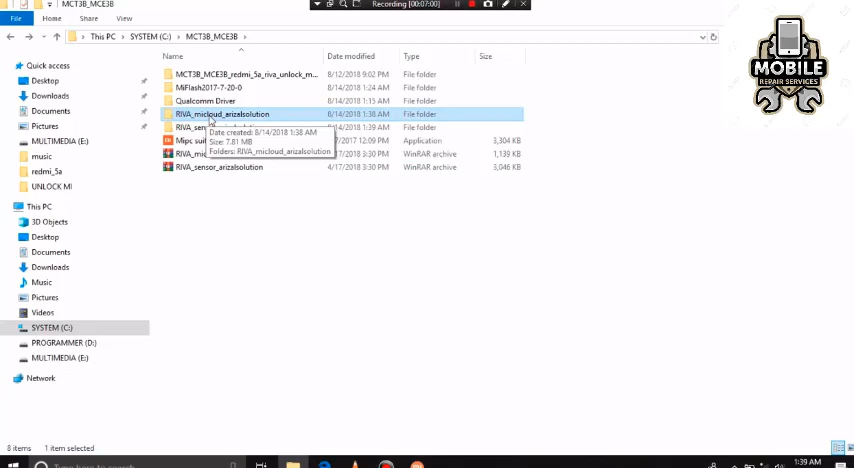 MCT3B_MCE3B
Recording [00:07:00]
File Home Share View
This PC SYSTEM (C:) MCT3B_MCE3B
Name Date modified Type Size
Quick access
Desktop
Downloads
Documents
Pictures
MULTIMEDIA (E:)
music
redmi_5a
UNLOCK MI
This PC
3D Objects
Desktop
Documents
Downloads
Music
Pictures
Videos
SYSTEM (C:)
PROGRAMMER (D:)
MULTIMEDIA (E:)
Network
MCT3B_MCE3B_redmi_5a_riva_unlock_m... 8/12/2018 9:02 PM File folder
MiFlash2017-7-20-0 8/14/2018 1:24 AM File folder
Qualcomm Driver 8/14/2018 1:15 AM File folder
RIVA_micloud_arizalsolution 8/14/2018 1:38 AM File folder
RIVA_sen 8/14/2018 1:39 AM File folder
Mipc suit 7/2017 12:09 PM Application 3,304 KB
RIVA_mic 7/2018 3:30 PM WinRAR archive 1,139 KB
RIVA_sensor_arizalsolution 4/17/2018 3:30 PM WinRAR archive 3,046 KB
Date created: 8/14/2018 1:38 AM
Size: 7.81 MB
Folders: RIVA_micloud_arizalsolution
MOBILE
REPAIR SERVICES
8 items 1 item selected
Type here to search
1:39 AM